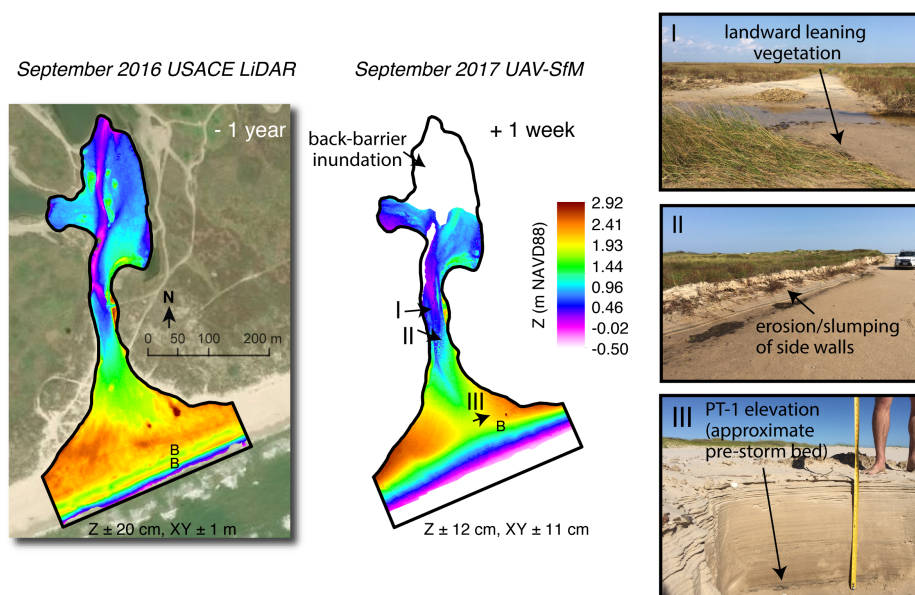 September 2016 USACE LiDAR
- 1 year
N
0 50 100 200 m
B
B
Z ± 20 cm, XY ± 1 m
September 2017 UAV-SfM
+ 1 week
back-barrier
inundation
I
II
III
B
Z ± 12 cm, XY ± 11 cm
Z (m NAVD88)
2.92
2.41
1.93
1.44
0.96
0.46
-0.02
-0.50
I
landward leaning
vegetation
II
erosion/slumping
of side walls
III
PT-1 elevation
(approximate
pre-storm bed)